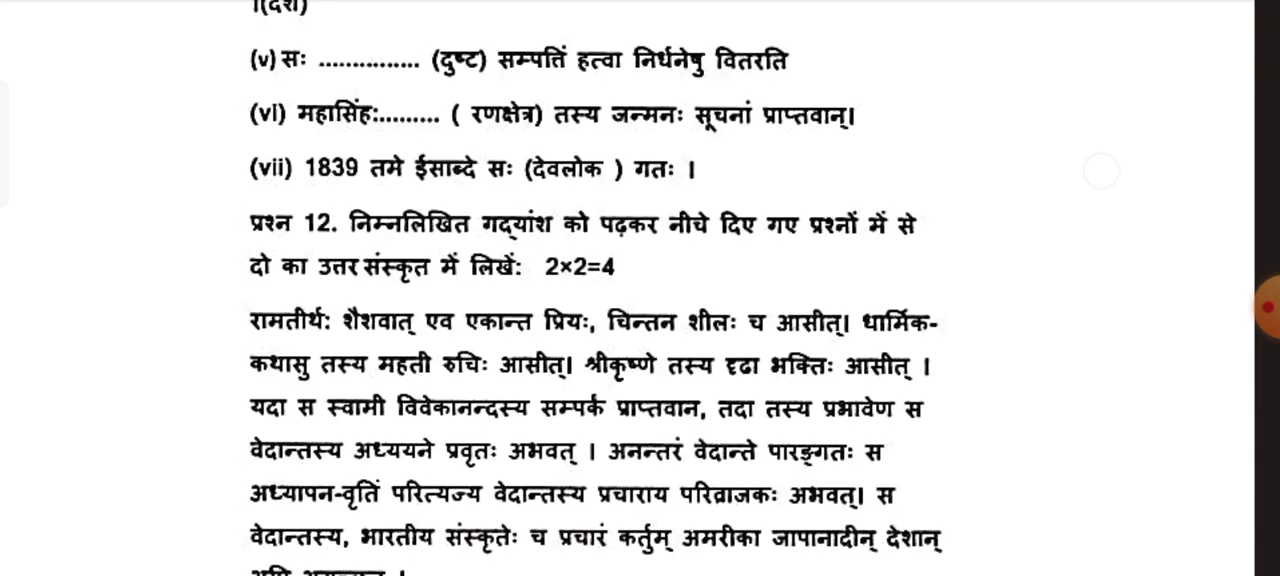 (v) सः ............... (दुष्ट) सम्पतिं हत्वा निर्धनेषु वितरति
(vi) महासिंहः......... ( रणक्षेत्र) तस्य जन्मनः सूचनां प्राप्तवान्।
(vii) 1839 तमे ईसाब्दे सः (देवलोक ) गतः ।
प्रश्न 12. निम्नलिखित गद्यांश को पढ़कर नीचे दिए गए प्रश्नों में से
दो का उत्तर संस्कृत में लिखें: 2×2=4
रामतीर्थ: शैशवात् एव एकान्त प्रियः, चिन्तन शीलः च आसीत्। धार्मिक-
कथासु तस्य महती रुचिः आसीत्। श्रीकृष्णे तस्य दृढा भक्तिः आसीत् ।
यदा स स्वामी विवेकानन्दस्य सम्पर्कं प्राप्तवान, तदा तस्य प्रभावेण स
वेदान्तस्य अध्ययने प्रवृतः अभवत् । अनन्तरं वेदान्ते पारङ्गतः स
अध्यापन-वृतिं परित्यज्य वेदान्तस्य प्रचाराय परिव्राजकः अभवत्। स
वेदान्तस्य, भारतीय संस्कृतेः च प्रचारं कर्तुम् अमरीका जापानादीन् देशान्